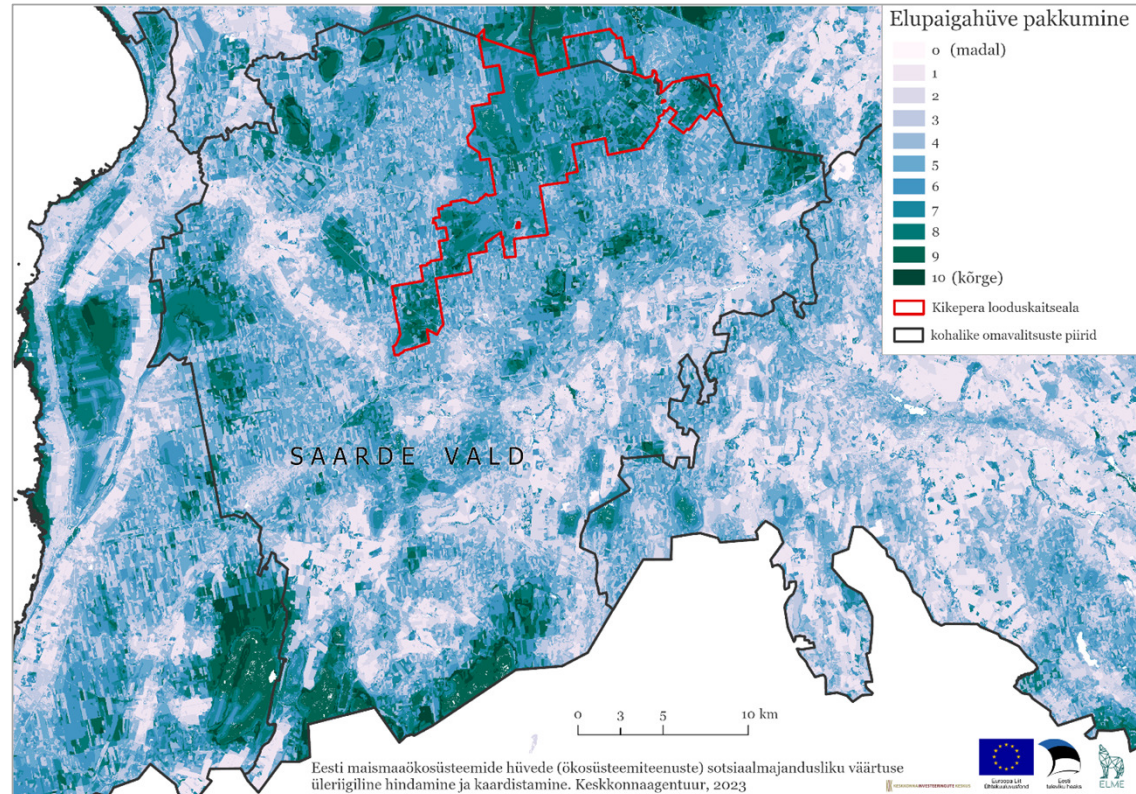 Elupaigahüve pakkumine
0 (madal)
1
2
3
4
5
6
7
8
9
10 (kõrge)
Kikepera looduskaitseala
kohalike omavalitsuste piirid
SAARDE VALD
0 3 5 10 km
Eesti maismaaökosüsteemide hüvede (ökosüsteemiteenuste) sotsiaalmajandusliku väärtuse
üleriigiline hindamine ja kaardistamine. Keskkonnaagentuur, 2023
KESKKONNAINVESTEERINGUTE KESKUS
Euroopa Liit
Ühtekuuluvusfond
Eesti
tuleviku heaks
ELME